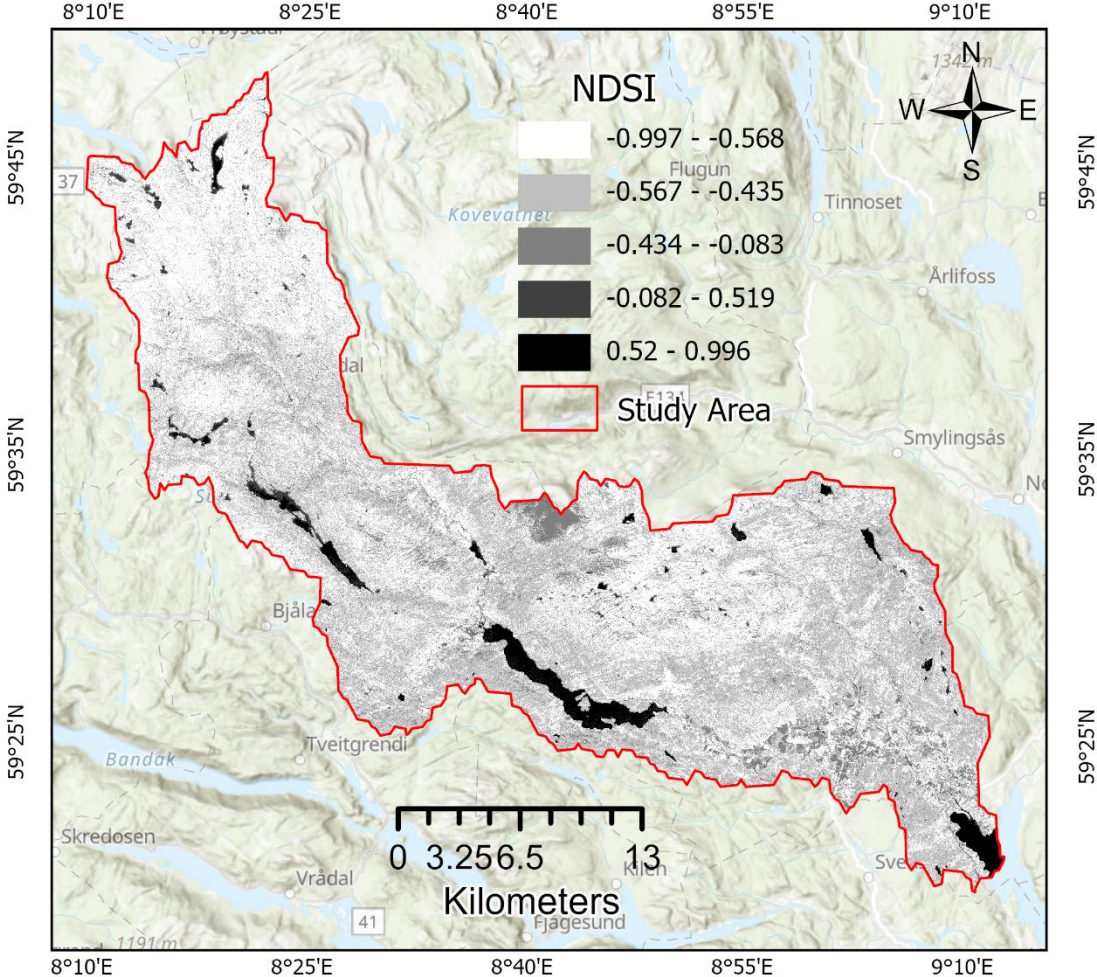 8°10'E 8°25'E 8°40'E 8°55'E 9°10'E
N
W E
S
1342 m
NDSI
-0.997 - -0.568
-0.567 - -0.435
-0.434 - -0.083
-0.082 - 0.519
0.52 - 0.996
Study Area
59°45'N
59°45'N
37
Flugun
Kovevatnet
Tinnoset
Årlifoss
dal
E134
Smylingsås
59°35'N
59°35'N
Bjåla
Tveitgrendi
Bandak
59°25'N
59°25'N
Skredosen
Vrådal
41
0 3.25 6.5 13
Kilometers
Kilen
Sve
Fjågesund
1191 m
8°10'E 8°25'E 8°40'E 8°55'E 9°10'E